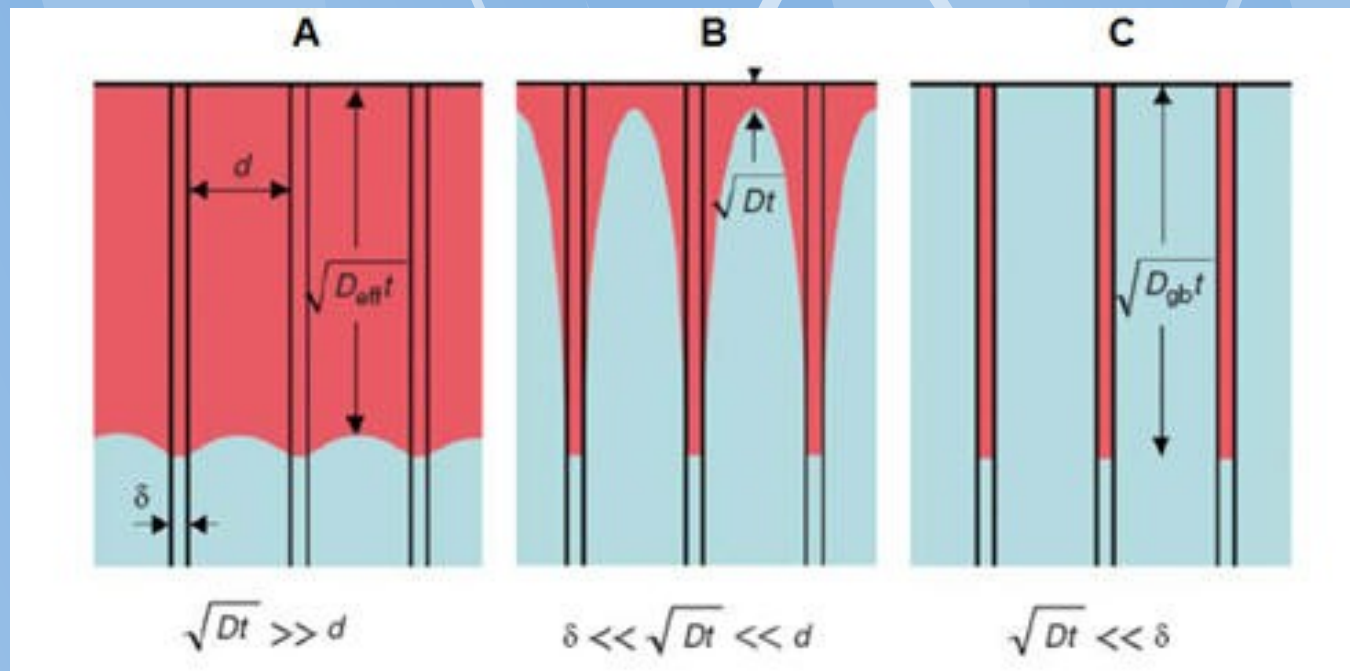 A
B
C
d
√Dt
√D_eff t
√D_gb t
δ
√Dt >> d
δ << √Dt << d
√Dt << δ